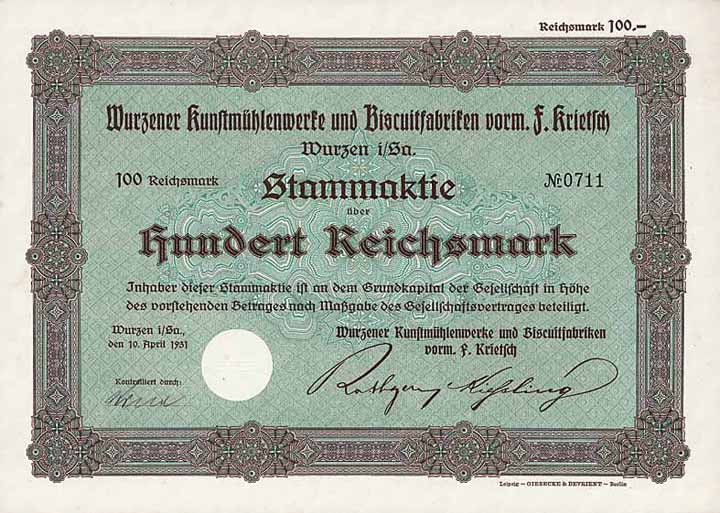 Reichsmark 100.—
Wurzener Kunstmühlenwerke und Biscuitfabriken vorm. F. Krietsch
Wurzen i/Sa.
100 Reichsmark Stammaktie № 0711
über
Hundert Reichsmark
Inhaber dieser Stammaktie ist an dem Grundkapital der Gesellschaft in Höhe
des vorstehenden Betrages nach Maßgabe des Gesellschaftsvertrages beteiligt.
Wurzen i/Sa.,
den 10. April 1931
Wurzener Kunstmühlenwerke und Biscuitfabriken
vorm. F. Krietsch
Kontrolliert durch:
Leipzig — GIESECKE & DEVRIENT — Berlin